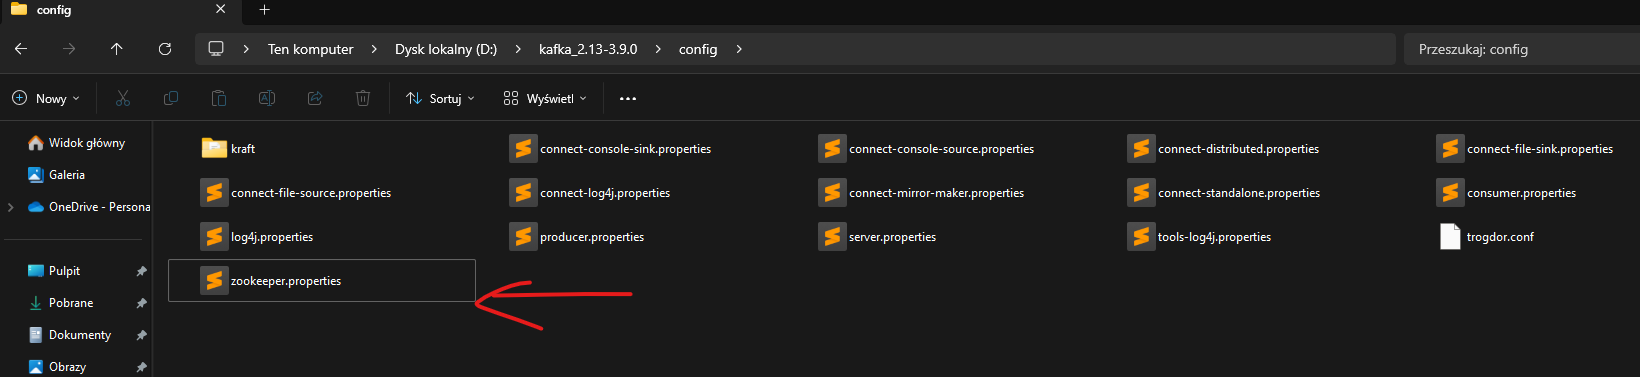 config
Ten komputer > Dysk lokalny (D:) > kafka_2.13-3.9.0 > config >
Przeszukaj: config
Nowy
Sortuj
Wyświetl
Widok główny
Galeria
OneDrive - Persona
Pulpit
Pobrane
Dokumenty
Obrazy
kraft
connect-console-sink.properties
connect-console-source.properties
connect-distributed.properties
connect-file-sink.properties
connect-file-source.properties
connect-log4j.properties
connect-mirror-maker.properties
connect-standalone.properties
consumer.properties
log4j.properties
producer.properties
server.properties
tools-log4j.properties
trogdor.conf
zookeeper.properties